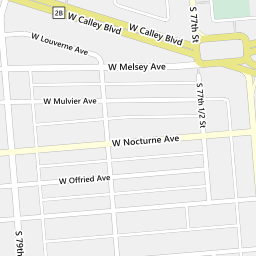 2B
W Calley Blvd
W Calley Blvd
S 77th St
W Louverne Ave
W Melsey Ave
W Mulvier Ave
S 77th 1/2 St
W Nocturne Ave
W Offried Ave
S 79th